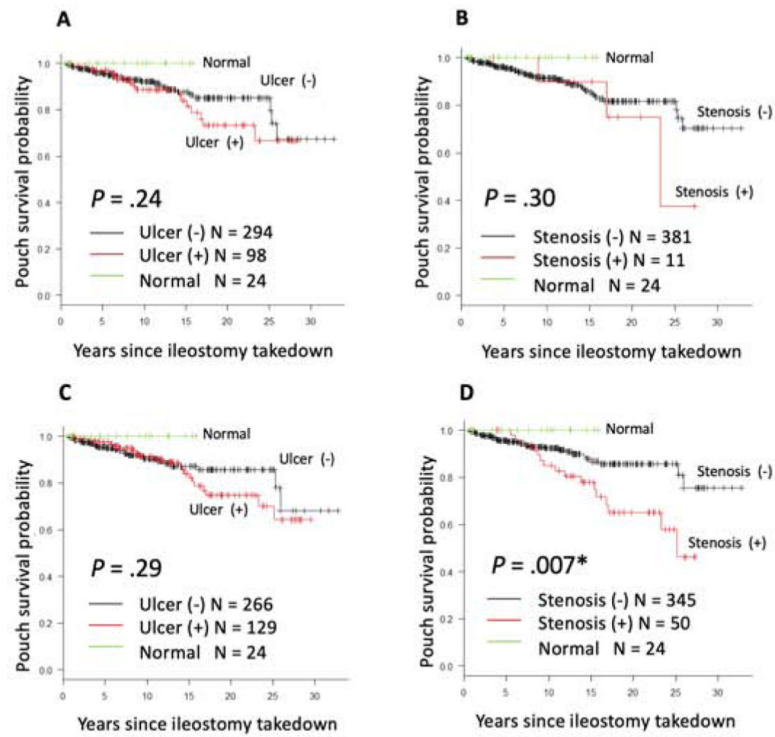 A
Pouch survival probability
1.0
0.8
0.6
0.4
0.2
0.0
Normal
Ulcer (-)
Ulcer (+)
P = .24
Ulcer (-) N = 294
Ulcer (+) N = 98
Normal N = 24
0 5 10 15 20 25 30
Years since ileostomy takedown
B
Pouch survival probability
1.0
0.8
0.6
0.4
0.2
0.0
Normal
Stenosis (-)
Stenosis (+)
P = .30
Stenosis (-) N = 381
Stenosis (+) N = 11
Normal N = 24
0 5 10 15 20 25 30
Years since ileostomy takedown
C
Pouch survival probability
1.0
0.8
0.6
0.4
0.2
0.0
Normal
Ulcer (-)
Ulcer (+)
P = .29
Ulcer (-) N = 266
Ulcer (+) N = 129
Normal N = 24
0 5 10 15 20 25 30
Years since ileostomy takedown
D
Pouch survival probability
1.0
0.8
0.6
0.4
0.2
0.0
Normal
Stenosis (-)
Stenosis (+)
P = .007*
Stenosis (-) N = 345
Stenosis (+) N = 50
Normal N = 24
0 5 10 15 20 25 30
Years since ileostomy takedown